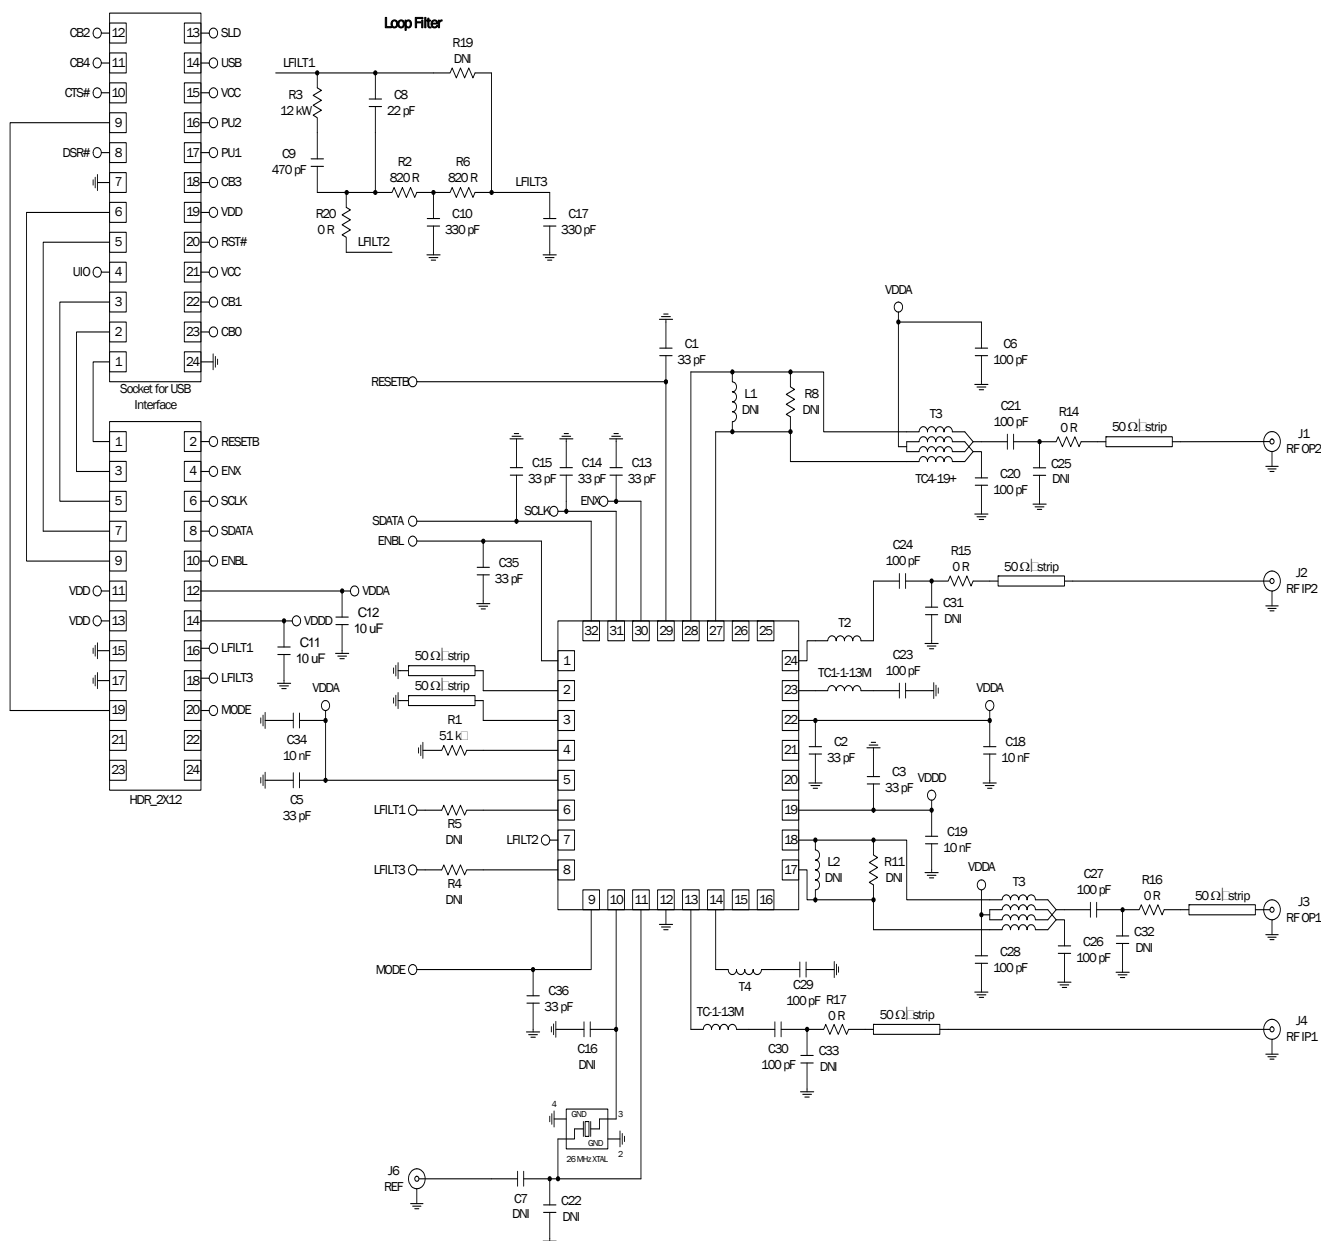 Loop Filter
CB2 12 13 SLD
CB4 11 14 USB
CTS# 10 15 VCC
9 16 PU2
DSR# 8 17 PU1
7 18 CB3
6 19 VDD
5 20 RST#
UIO 4 21 VCC
3 22 CB1
2 23 CB0
1 24
Socket for USB
Interface
1 2 RESETB
3 4 ENX
5 6 SCLK
7 8 SDATA
9 10 ENBL
VDD 11 12 VDDA
VDD 13 14 VDDD
15 16 LFILT1
17 18 LFILT3
19 20 MODE
21 22
23 24
HDR_2X12
C12
10 uF
C11
10 uF
LFILT1
R19
DNI
R3
12 kW
C8
22 pF
C9
470 pF
R2
820 R
R6
820 R
LFILT3
R20
0 R
LFILT2
C10
330 pF
C17
330 pF
RESETB
C1
33 pF
C15
33 pF
C14
33 pF
C13
33 pF
ENX
SCLK
SDATA
ENBL
C35
33 pF
L1
DNI
R8
DNI
VDDA
C6
100 pF
T3
TC4-19+
C21
100 pF
C20
100 pF
R14
0 R
C25
DNI
50 Ω strip
J1
RF OP2
C24
100 pF
R15
0 R
50 Ω strip
C31
DNI
J2
RF IP2
T2
TC1-1-13M
C23
100 pF
32 31 30 29 28 27 26 25
1
2
3
4
5
6
7
8
9 10 11 12 13 14 15 16
24
23
22
21
20
19
18
17
50 Ω strip
50 Ω strip
R1
51 k
VDDA
C34
10 nF
C5
33 pF
LFILT1
R5
DNI
LFILT2
LFILT3
R4
DNI
VDDA
C2
33 pF
C18
10 nF
C3
33 pF
VDDD
C19
10 nF
L2
DNI
R11
DNI
VDDA
T3
C28
100 pF
C27
100 pF
C26
100 pF
R16
0 R
C32
DNI
50 Ω strip
J3
RF OP1
MODE
C36
33 pF
C16
DNI
T4
C29
100 pF
TC-1-13M
C30
100 pF
R17
0 R
C33
DNI
50 Ω strip
J4
RF IP1
4
GND
3
GND
2
26 MHz XTAL
J6
REF
C7
DNI
C22
DNI